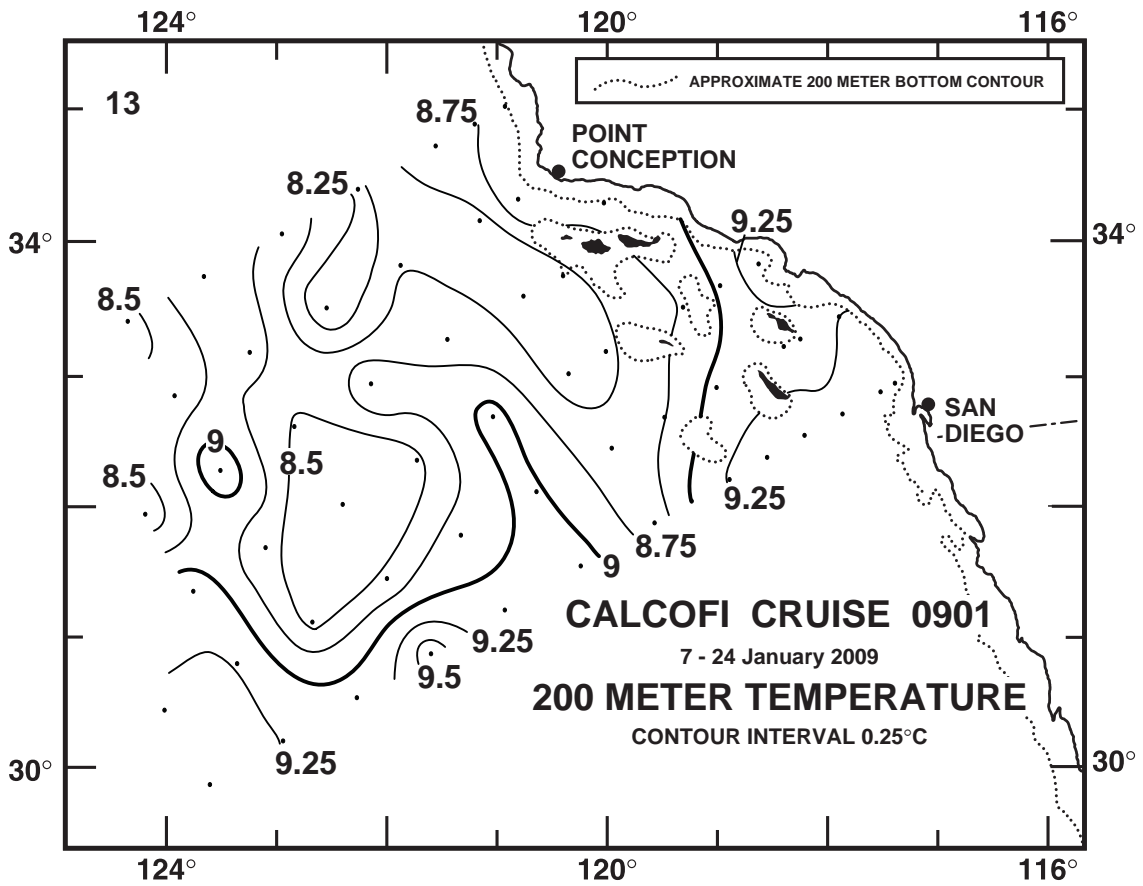 124° 120° 116°
APPROXIMATE 200 METER BOTTOM CONTOUR
13
8.75
POINT
CONCEPTION
8.25
9.25
34° 34°
8.5
SAN
DIEGO
9
8.5
8.5
9.25
8.75
9
CALCOFI CRUISE 0901
9.25
7 - 24 January 2009
9.5
200 METER TEMPERATURE
CONTOUR INTERVAL 0.25°C
9.25
30° 30°
124° 120° 116°